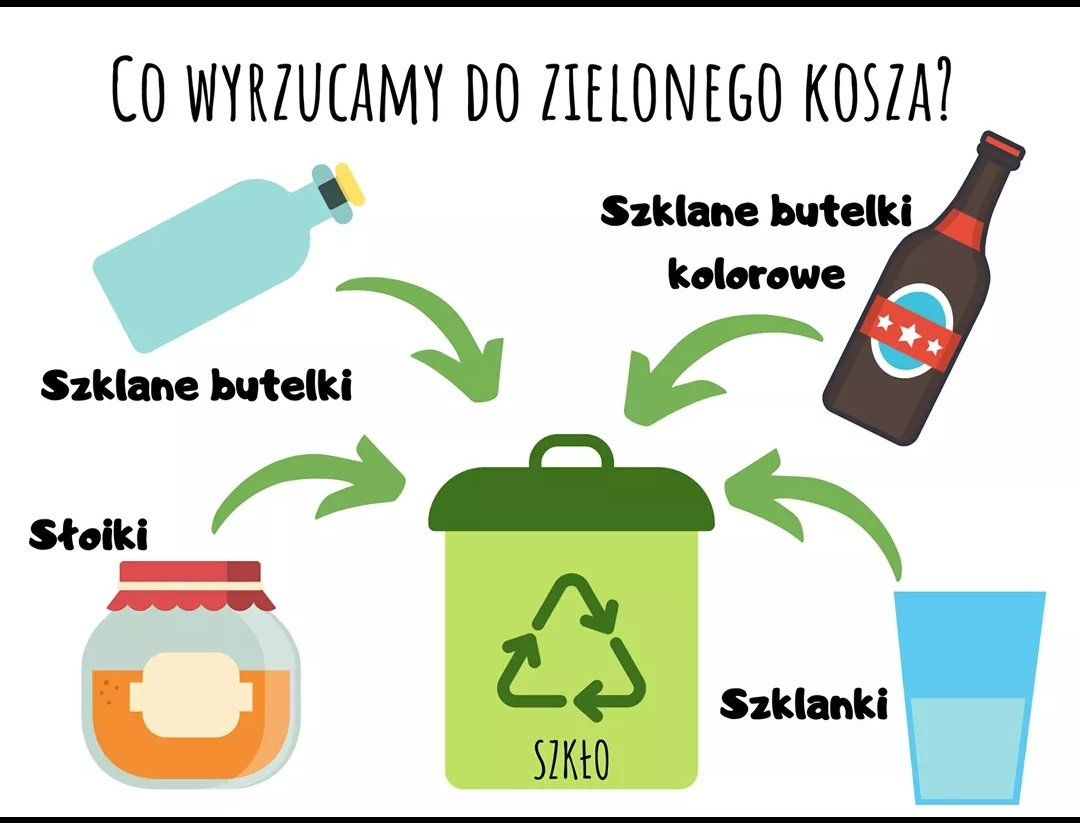 Co wyrzucamy do zielonego kosza?
Szklane butelki
kolorowe
Szklane butelki
Słoiki
Szklanki
SZKŁO